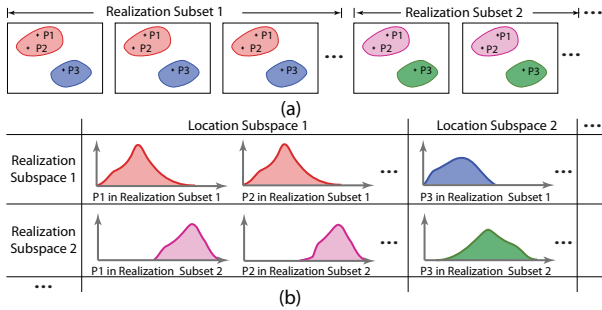 Realization Subset 1
Realization Subset 2
•••
P1
P2
P3
P1
P2
P3
P1
P2
P3
•••
P1
P2
P3
P1
P2
P3
•••
(a)
Location Subspace 1
Location Subspace 2
•••
Realization
Subspace 1
•••
•••
P1 in Realization Subset 1
P2 in Realization Subset 1
P3 in Realization Subset 1
Realization
Subspace 2
•••
•••
P1 in Realization Subset 2
P2 in Realization Subset 2
P3 in Realization Subset 2
•••
(b)